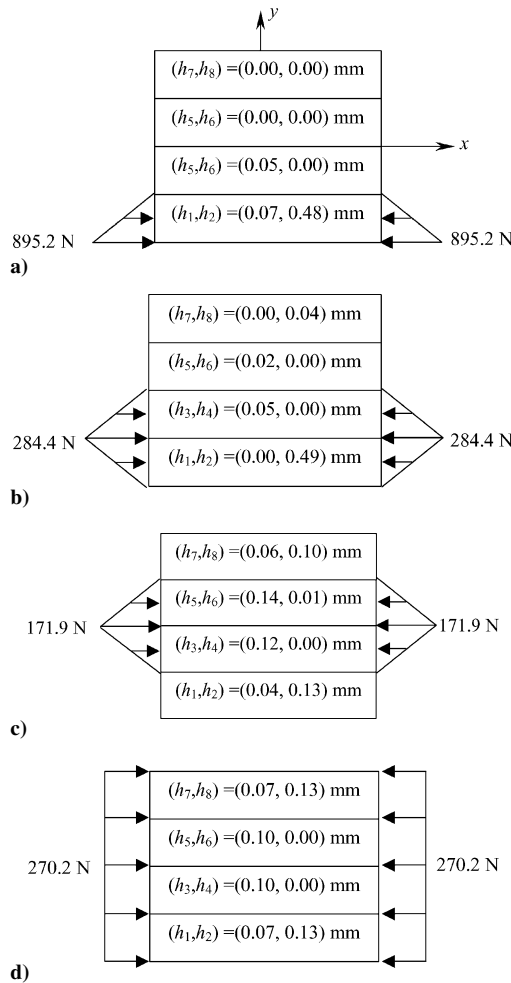 y
(h₇,h₈) =(0.00, 0.00) mm
(h₅,h₆) =(0.00, 0.00) mm
x
(h₅,h₆) =(0.05, 0.00) mm
(h₁,h₂) =(0.07, 0.48) mm
895.2 N 895.2 N
a)
(h₇,h₈) =(0.00, 0.04) mm
(h₅,h₆) =(0.02, 0.00) mm
(h₃,h₄) =(0.05, 0.00) mm
284.4 N 284.4 N
(h₁,h₂) =(0.00, 0.49) mm
b)
(h₇,h₈) =(0.06, 0.10) mm
(h₅,h₆) =(0.14, 0.01) mm
171.9 N 171.9 N
(h₃,h₄) =(0.12, 0.00) mm
(h₁,h₂) =(0.04, 0.13) mm
c)
(h₇,h₈) =(0.07, 0.13) mm
(h₅,h₆) =(0.10, 0.00) mm
270.2 N 270.2 N
(h₃,h₄) =(0.10, 0.00) mm
(h₁,h₂) =(0.07, 0.13) mm
d)